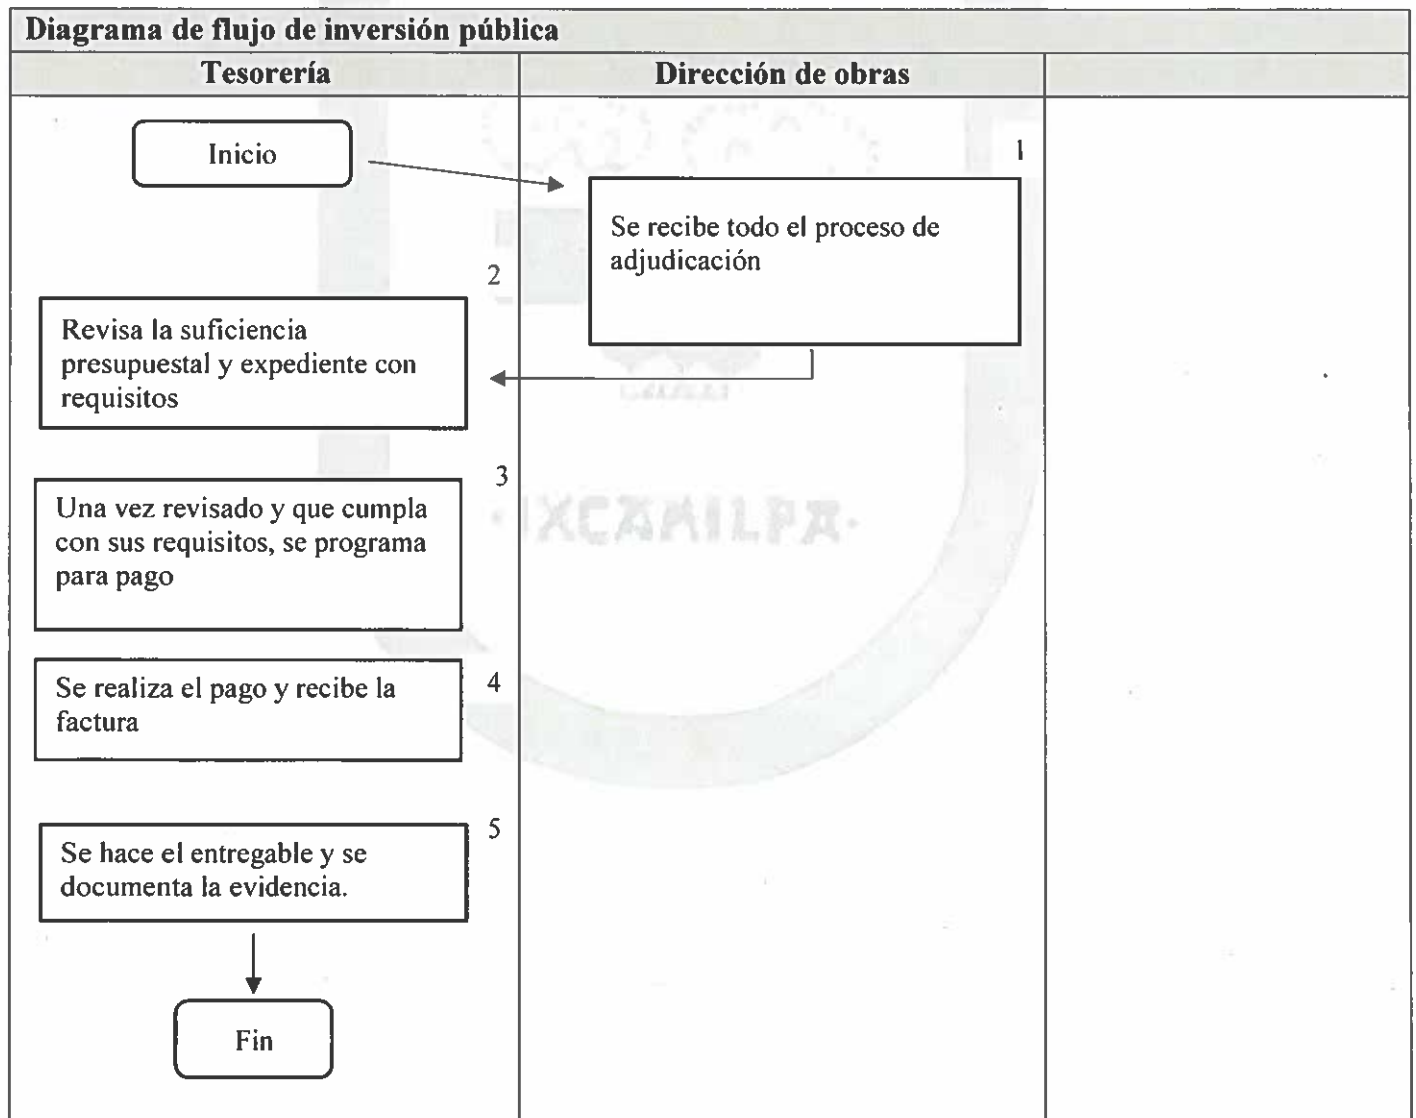 Diagrama de flujo de inversión pública
Tesorería
Dirección de obras
Inicio
1
Se recibe todo el proceso de
adjudicación
2
Revisa la suficiencia
presupuestal y expediente con
requisitos
3
Una vez revisado y que cumpla
con sus requisitos, se programa
para pago
4
Se realiza el pago y recibe la
factura
5
Se hace el entregable y se
documenta la evidencia.
Fin
·IXCAMILPA·